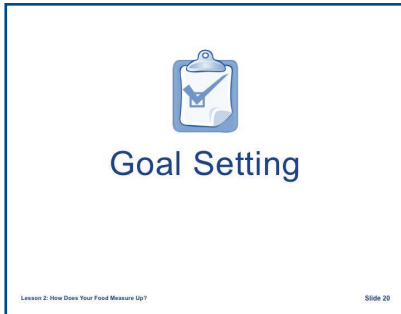 Goal Setting
Lesson 2: How Does Your Food Measure Up?
Slide 20